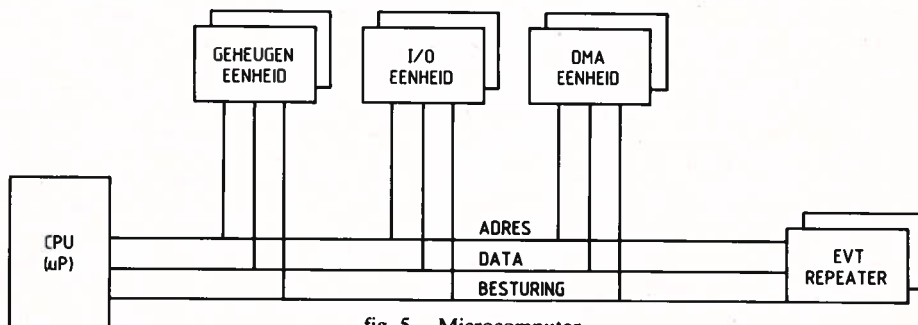 GEHEUGEN
EENHEID
I/O
EENHEID
DMA
EENHEID
CPU
(µP)
ADRES
DATA
BESTURING
EVT
REPEATER
fig. 5 Microcomputer